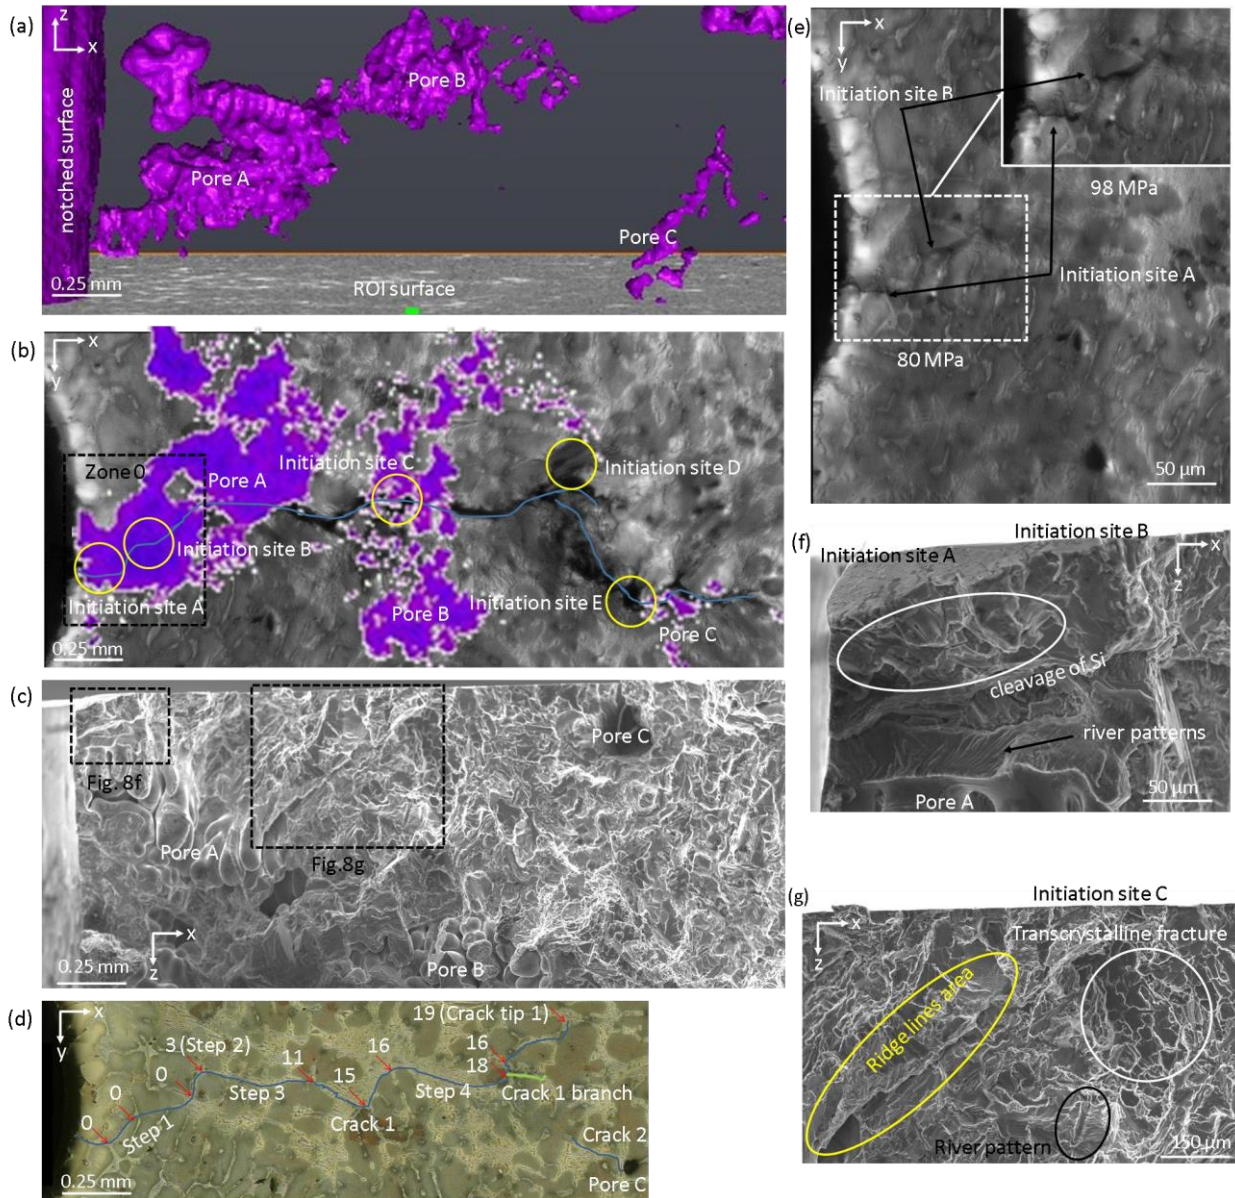 (a)
z
x
notched surface
Pore B
Pore A
Pore C
ROI surface
0.25 mm
(b)
x
y
Zone 0
Pore A
Initiation site C
Initiation site D
Initiation site B
Initiation site A
Pore B
Initiation site E
Pore C
0.25 mm
(c)
Fig. 8f
Pore A
Fig.8g
Pore C
x
z
0.25 mm
Pore B
(d)
x
y
19 (Crack tip 1)
3 (Step 2)
0
0
0
11
16
15
16
18
Step 1
Step 3
Step 4
Crack 1
Crack 1 branch
Crack 2
Pore C
0.25 mm
(e)
x
y
Initiation site B
98 MPa
Initiation site A
80 MPa
50 µm
(f)
Initiation site A
Initiation site B
x
z
cleavage of Si
river patterns
Pore A
50 µm
(g)
Initiation site C
x
z
Transcrystalline fracture
Ridge lines area
River pattern
150 µm